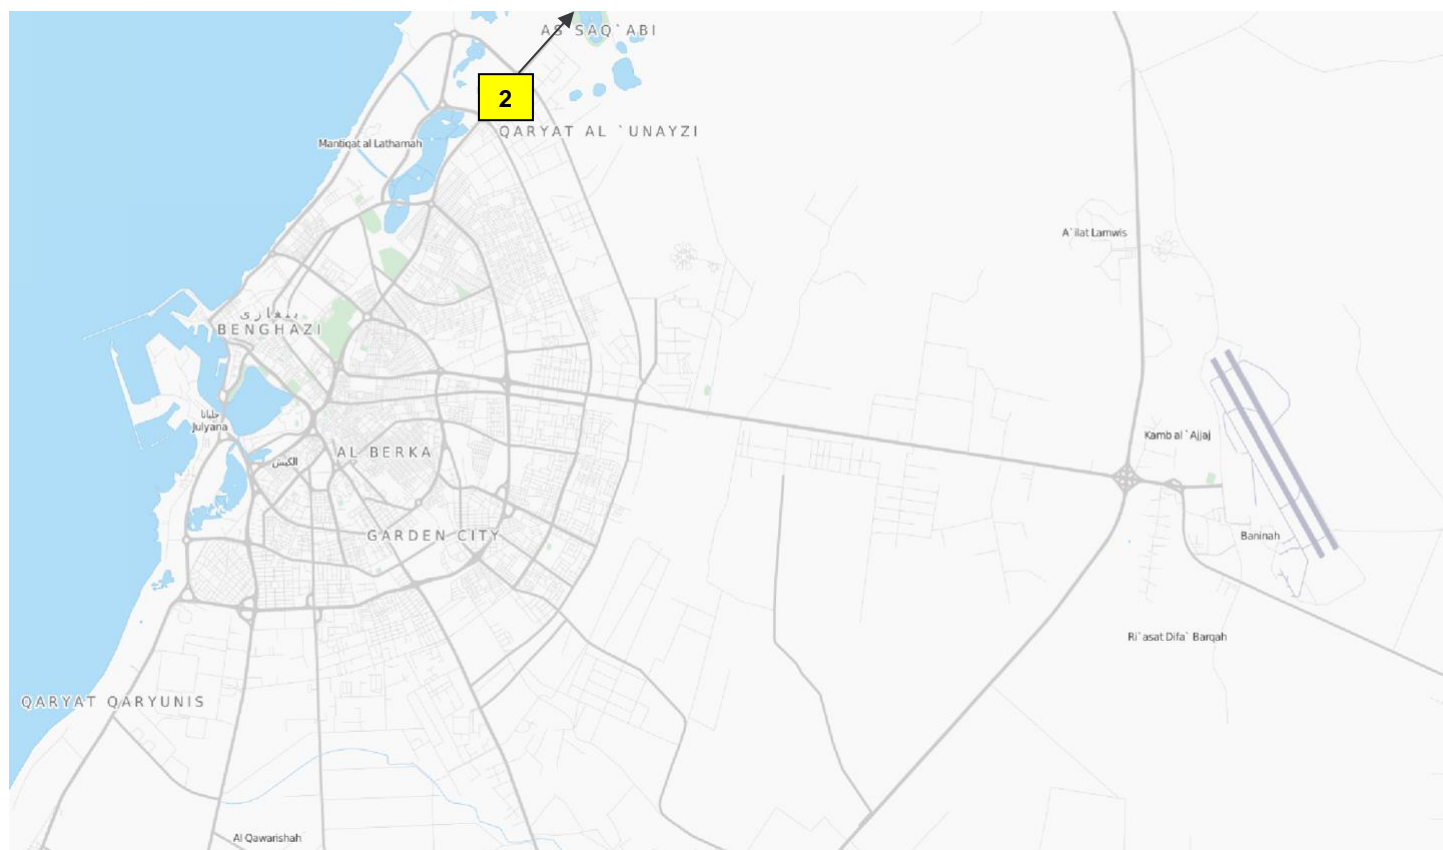 AS SAQ`ABI
2
QARYAT AL `UNAYZI
Mantiqat al Lathamah
A`ilat Lamwis
بنغازي
BENGHAZI
جليانا
Julyana
Kamb al `Ajjaj
AL BERKA
الكيش
GARDEN CITY
Baninah
Ri`asat Difa` Barqah
QARYAT QARYUNIS
Al Qawarishah